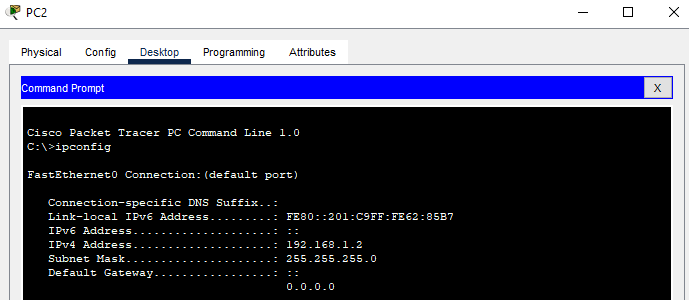 PC2
Physical Config Desktop Programming Attributes
Command Prompt X
Cisco Packet Tracer PC Command Line 1.0
C:\>ipconfig
FastEthernet0 Connection:(default port)
Connection-specific DNS Suffix..:
Link-local IPv6 Address.........: FE80::201:C9FF:FE62:85B7
IPv6 Address....................: ::
IPv4 Address....................: 192.168.1.2
Subnet Mask.....................: 255.255.255.0
Default Gateway.................: ::
0.0.0.0